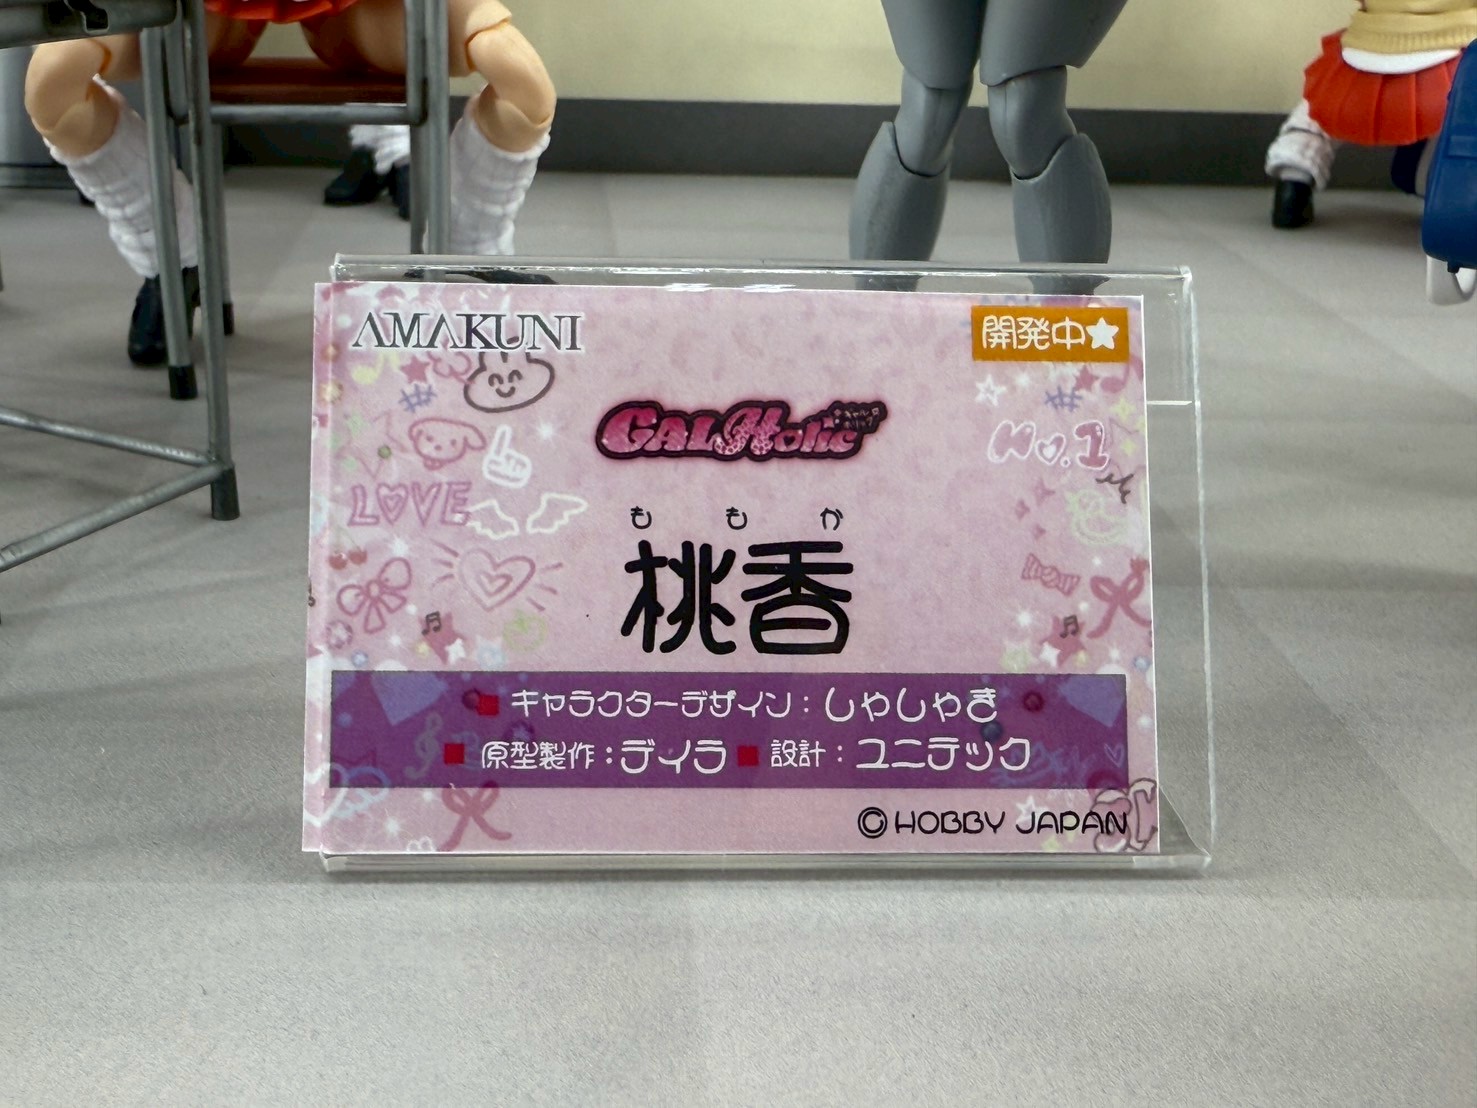 AMAKUNI
開発中★
GALHolic
No.1
LOVE
ももか
桃香
■ キャラクターデザイン：しゃしゃき
■ 原型製作：ディラ ■ 設計：ユニテック
© HOBBY JAPAN